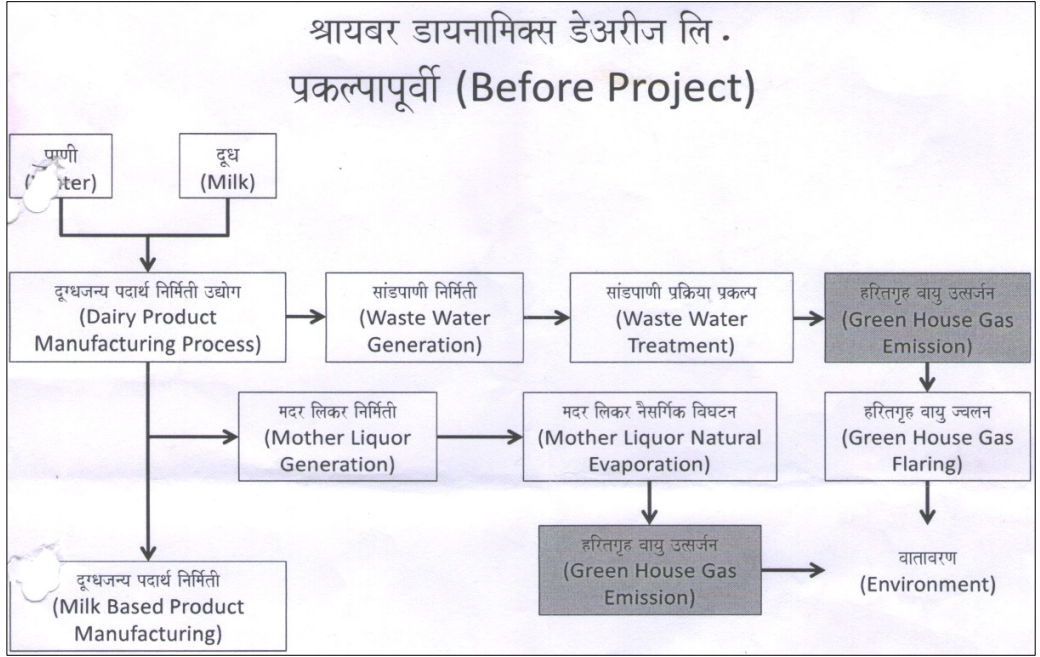 श्रायबर डायनामिक्स डेअरीज लि .
प्रकल्पापूर्वी (Before Project)
दूध
(Milk)
दूग्धजन्य पदार्थ निर्मिती उद्योग
(Dairy Product
Manufacturing Process)
सांडपाणी निर्मिती
(Waste Water
Generation)
सांडपाणी प्रक्रिया प्रकल्प
(Waste Water
Treatment)
हरितगृह वायु उत्सर्जन
(Green House Gas
Emission)
मदर लिकर निर्मिती
(Mother Liquor
Generation)
मदर लिकर नैसर्गिक विघटन
(Mother Liquor Natural
Evaporation)
हरितगृह वायु ज्वलन
(Green House Gas
Flaring)
हरितगृह वायु उत्सर्जन
(Green House Gas
Emission)
वातावरण
(Environment)
दूग्धजन्य पदार्थ निर्मिती
(Milk Based Product
Manufacturing)